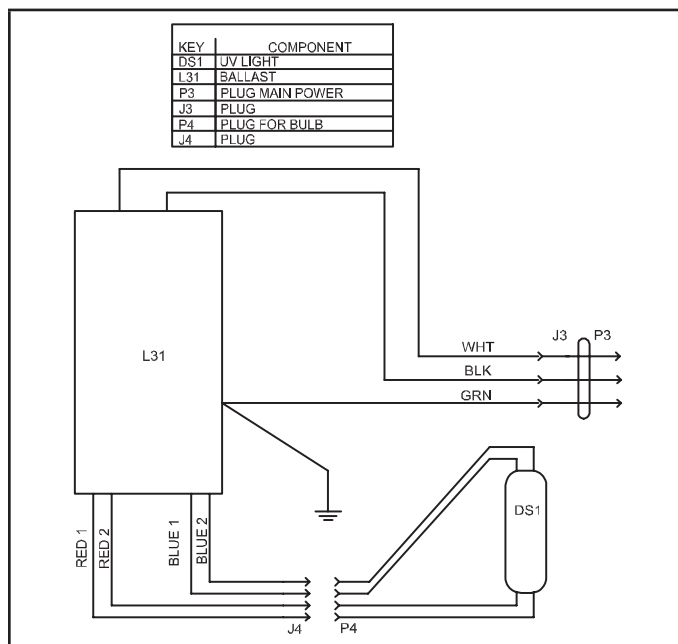 KEY COMPONENT
DS1 UV LIGHT
L31 BALLAST
P3 PLUG MAIN POWER
J3 PLUG
P4 PLUG FOR BULB
J4 PLUG
L31
WHT
BLK
GRN
J3
P3
DS1
RED 1
RED 2
BLUE 1
BLUE 2
J4
P4